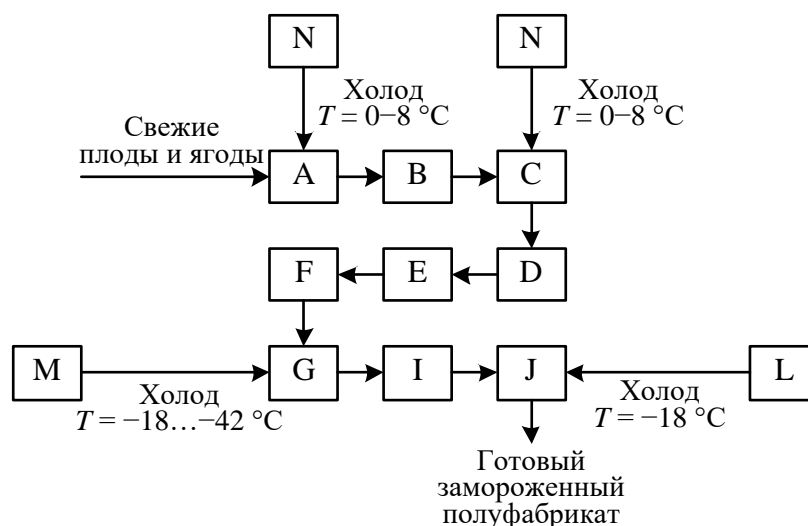 N
N
Холод
T = 0−8 °C
Холод
T = 0−8 °C
Свежие
плоды и ягоды
A
B
C
F
E
D
M
G
I
J
L
Холод
T = −18…−42 °C
Холод
T = −18 °C
Готовый
замороженный
полуфабрикат